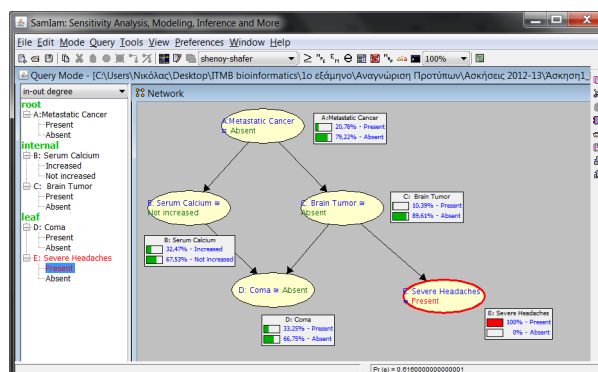 SamIam: Sensitivity Analysis, Modeling, Inference and More
File Edit Mode Query Tools View Preferences Window Help
shenoy-shafer
100%
Query Mode - [C:\Users\Νικόλας\Desktop\ITMB bioinformatics\1ο εξάμηνο\Αναγνώριση Προτύπων\Ασκήσεις 2012-13\Άσκηση1_
in-out degree
Network
root
A:Metastatic Cancer
Present
Absent
internal
B: Serum Calcium
Increased
Not increased
C: Brain Tumor
Present
Absent
leaf
D: Coma
Present
Absent
E: Severe Headaches
Present
Absent
A:Metastatic Cancer
≅ Absent
A:Metastatic Cancer
20,78% - Present
79,22% - Absent
B: Serum Calcium ≅
Not increased
C: Brain Tumor ≅
Absent
C: Brain Tumor
10,39% - Present
89,61% - Absent
B: Serum Calcium
32,47% - Increased
67,53% - Not increased
D: Coma ≅ Absent
E: Severe Headaches
= Present
D: Coma
33,25% - Present
66,75% - Absent
E: Severe Headaches
100% - Present
0% - Absent
Pr (e) = 0.6160000000000001